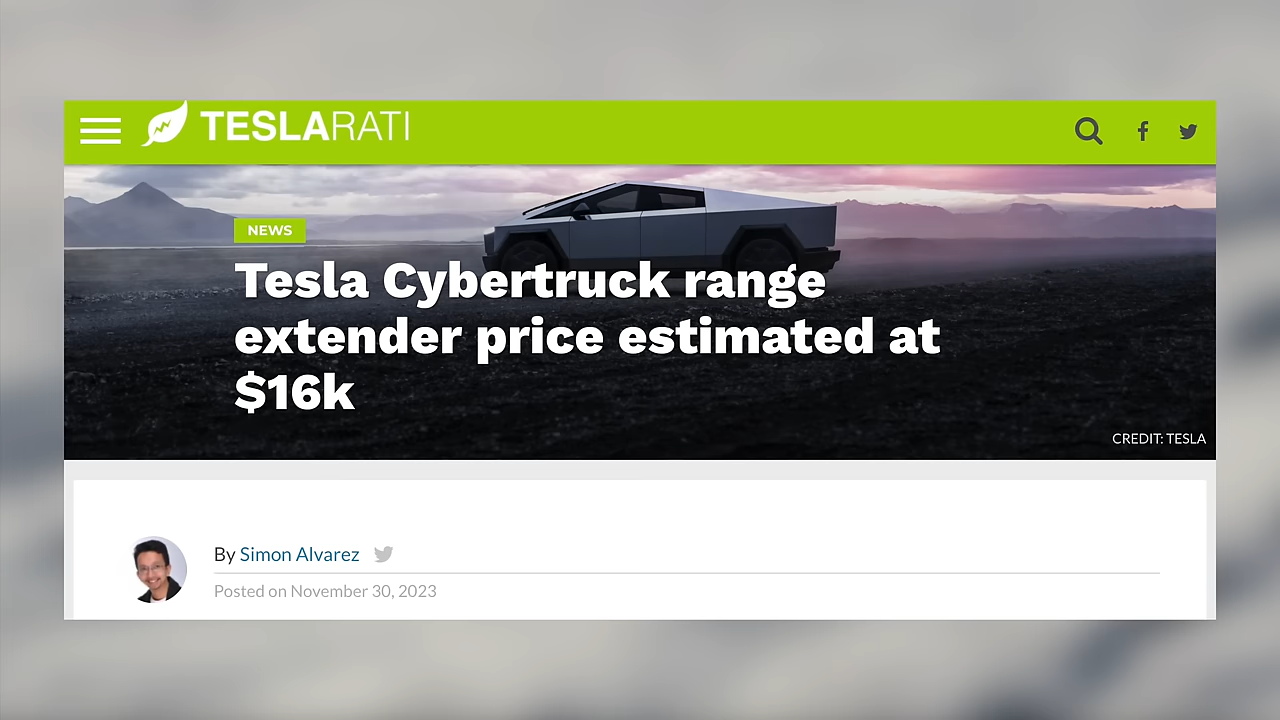 TESLARATI
NEWS
Tesla Cybertruck range
extender price estimated at
$16k
CREDIT: TESLA
By Simon Alvarez
Posted on November 30, 2023